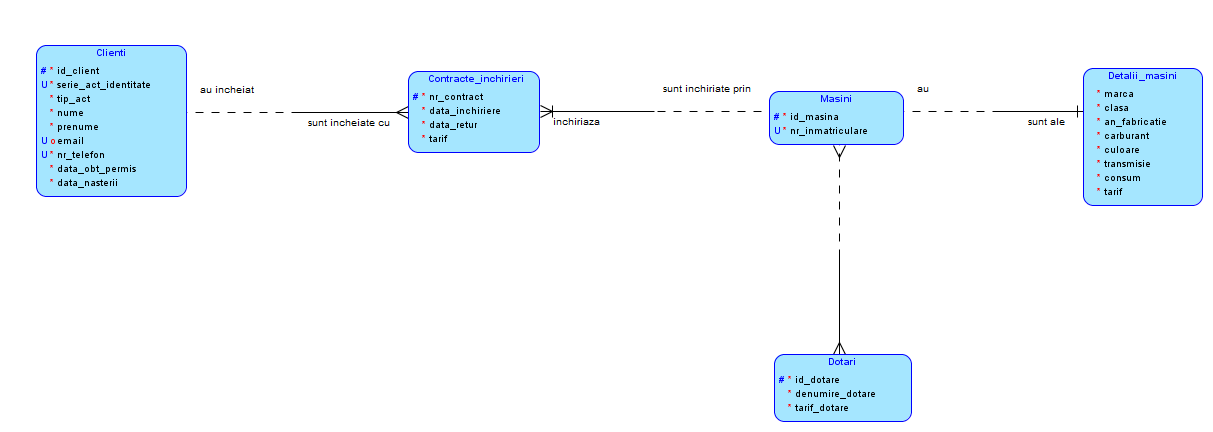 Clienti
# * id_client
U * serie_act_identitate
* tip_act
* nume
* prenume
U o email
U * nr_telefon
* data_obt_permis
* data_nasterii
au incheiat
sunt incheiate cu
Contracte_inchirieri
# * nr_contract
* data_inchiriere
* data_retur
* tarif
inchiriaza
sunt inchiriate prin
Masini
# * id_masina
U * nr_inmatriculare
au
sunt ale
Detalii_masini
* marca
* clasa
* an_fabricatie
* carburant
* culoare
* transmisie
* consum
* tarif
Dotari
# * id_dotare
* denumire_dotare
* tarif_dotare